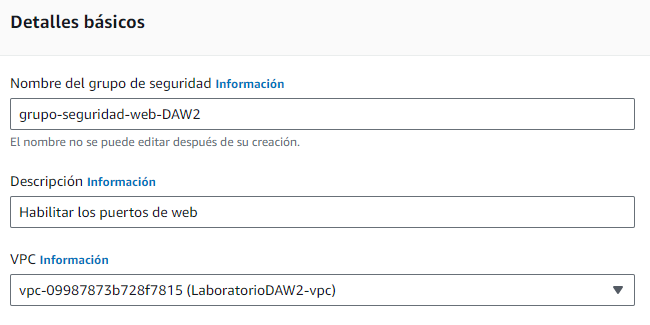 Detalles básicos
Nombre del grupo de seguridad Información
grupo-seguridad-web-DAW2
El nombre no se puede editar después de su creación.
Descripción Información
Habilitar los puertos de web
VPC Información
vpc-09987873b728f7815 (LaboratorioDAW2-vpc)